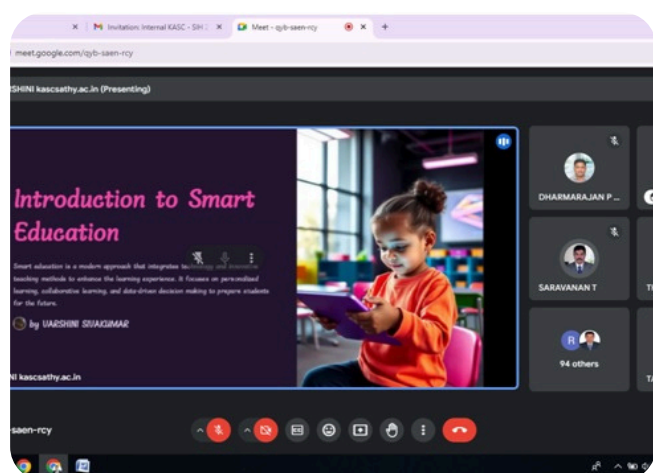 Invitation: Internal KASC - SIH
Meet - qyb-saen-rcy
meet.google.com/qyb-saen-rcy
SHINI kascsathy.ac.in (Presenting)
Introduction to Smart
Education
Smart education is a modern approach that integrates technology and interactive
teaching methods to enhance the learning experience. It focuses on personalized
learning, collaborative learning, and data-driven decision making to prepare students
for the future.
by VARSHINI SIVAKUMAR
NI kascsathy.ac.in
DHARMARAJAN P ...
SARAVANAN T
R
94 others
-saen-rcy